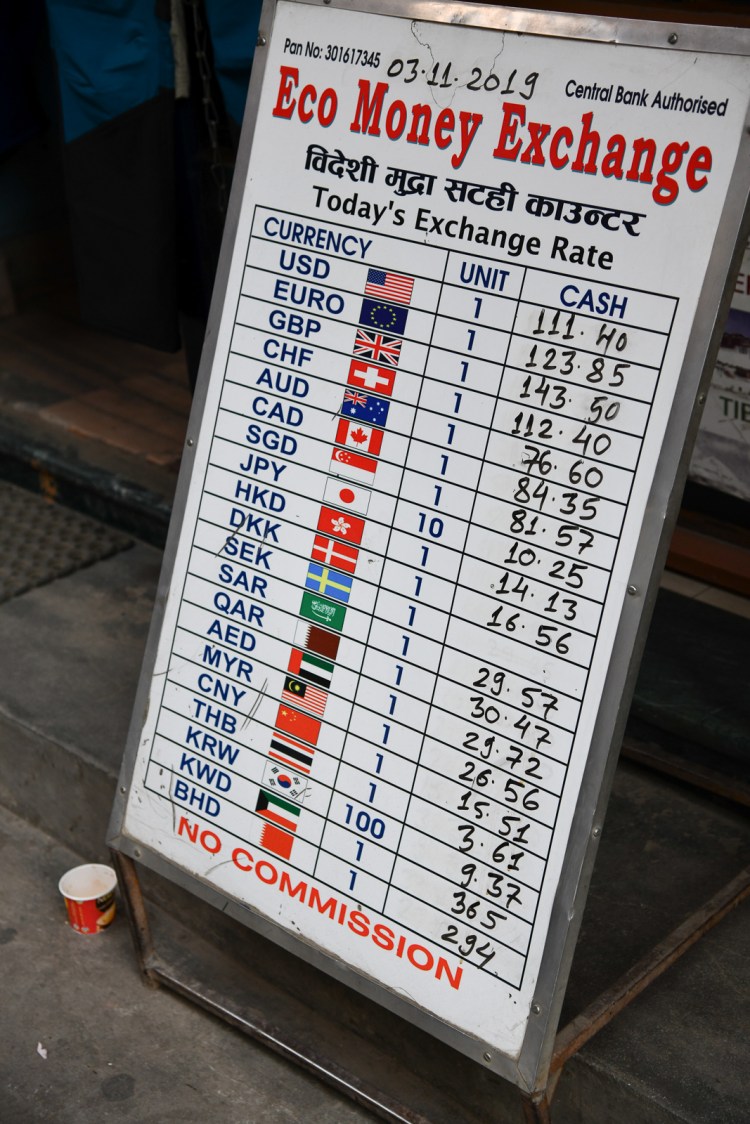 Pan No: 301617345 03.11.2019 Central Bank Authorised
Eco Money Exchange
विदेशी मुद्रा सटही काउन्टर
Today's Exchange Rate
CURRENCY UNIT CASH
USD 1 111.40
EURO 1 123.85
GBP 1 143.50
CHF 1 112.40
AUD 1 76.60
CAD 1 84.35
SGD 1 81.57
JPY 10 10.25
HKD 1 14.13
DKK 1 16.56
SEK 1
SAR 1 29.57
QAR 1 30.47
AED 1 29.72
MYR 1 26.56
CNY 1 15.51
THB 1 3.61
KRW 100 9.37
KWD 1 365
BHD 1 294
NO COMMISSION